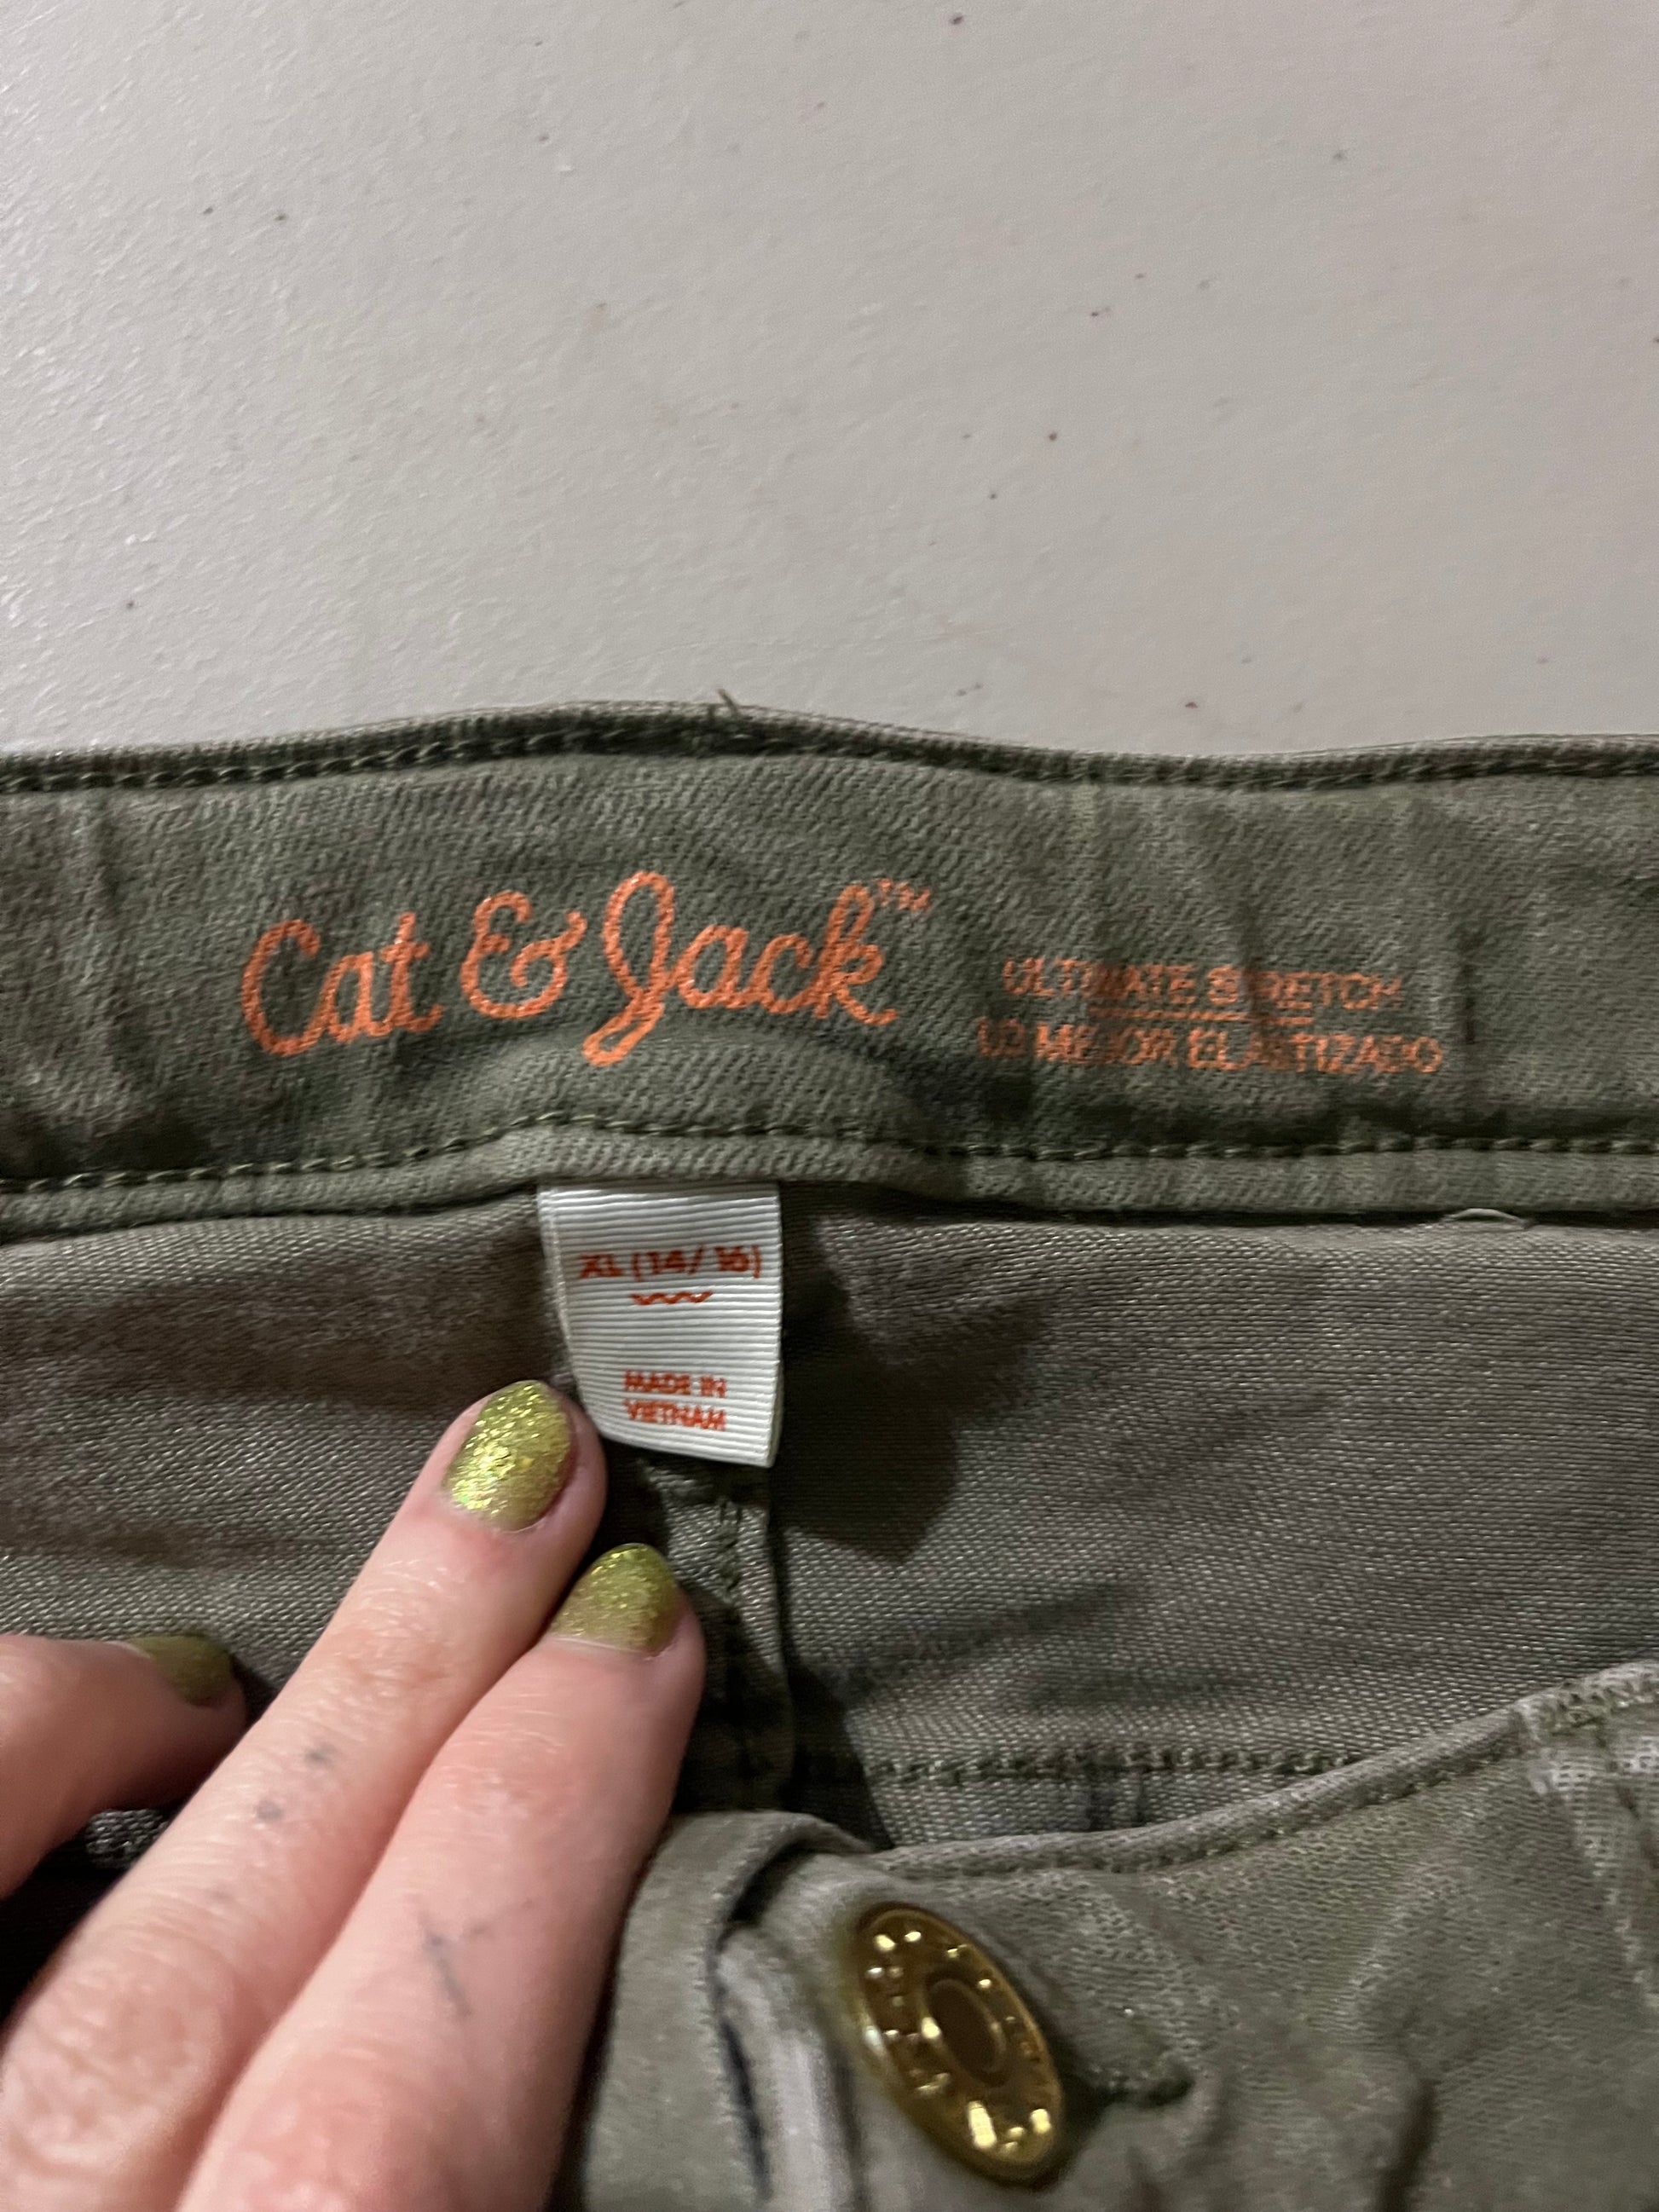 Cat & Jack™
ULTIMATE STRETCH
LO MEJOR ELASTIZADO
XL (14/16)
MADE IN
VIETNAM